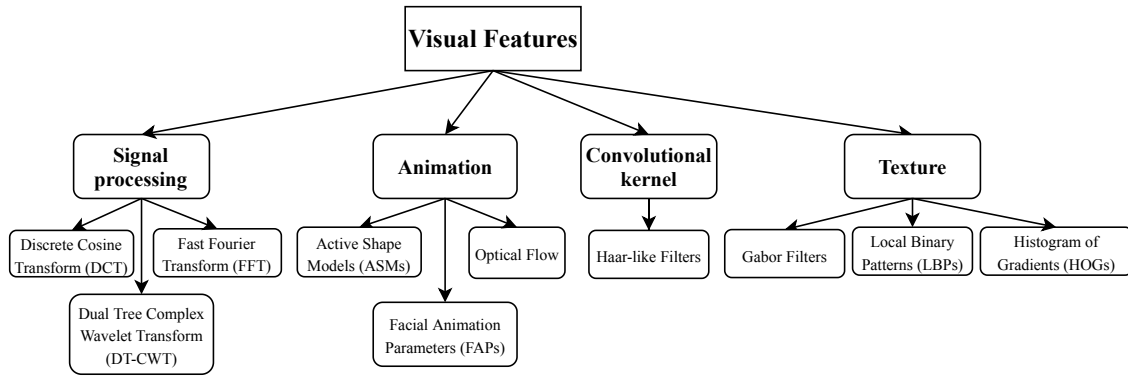 Visual Features
Signal
processing
Animation
Convolutional
kernel
Texture
Discrete Cosine
Transform (DCT)
Fast Fourier
Transform (FFT)
Active Shape
Models (ASMs)
Optical Flow
Haar-like Filters
Gabor Filters
Local Binary
Patterns (LBPs)
Histogram of
Gradients (HOGs)
Dual Tree Complex
Wavelet Transform
(DT-CWT)
Facial Animation
Parameters (FAPs)